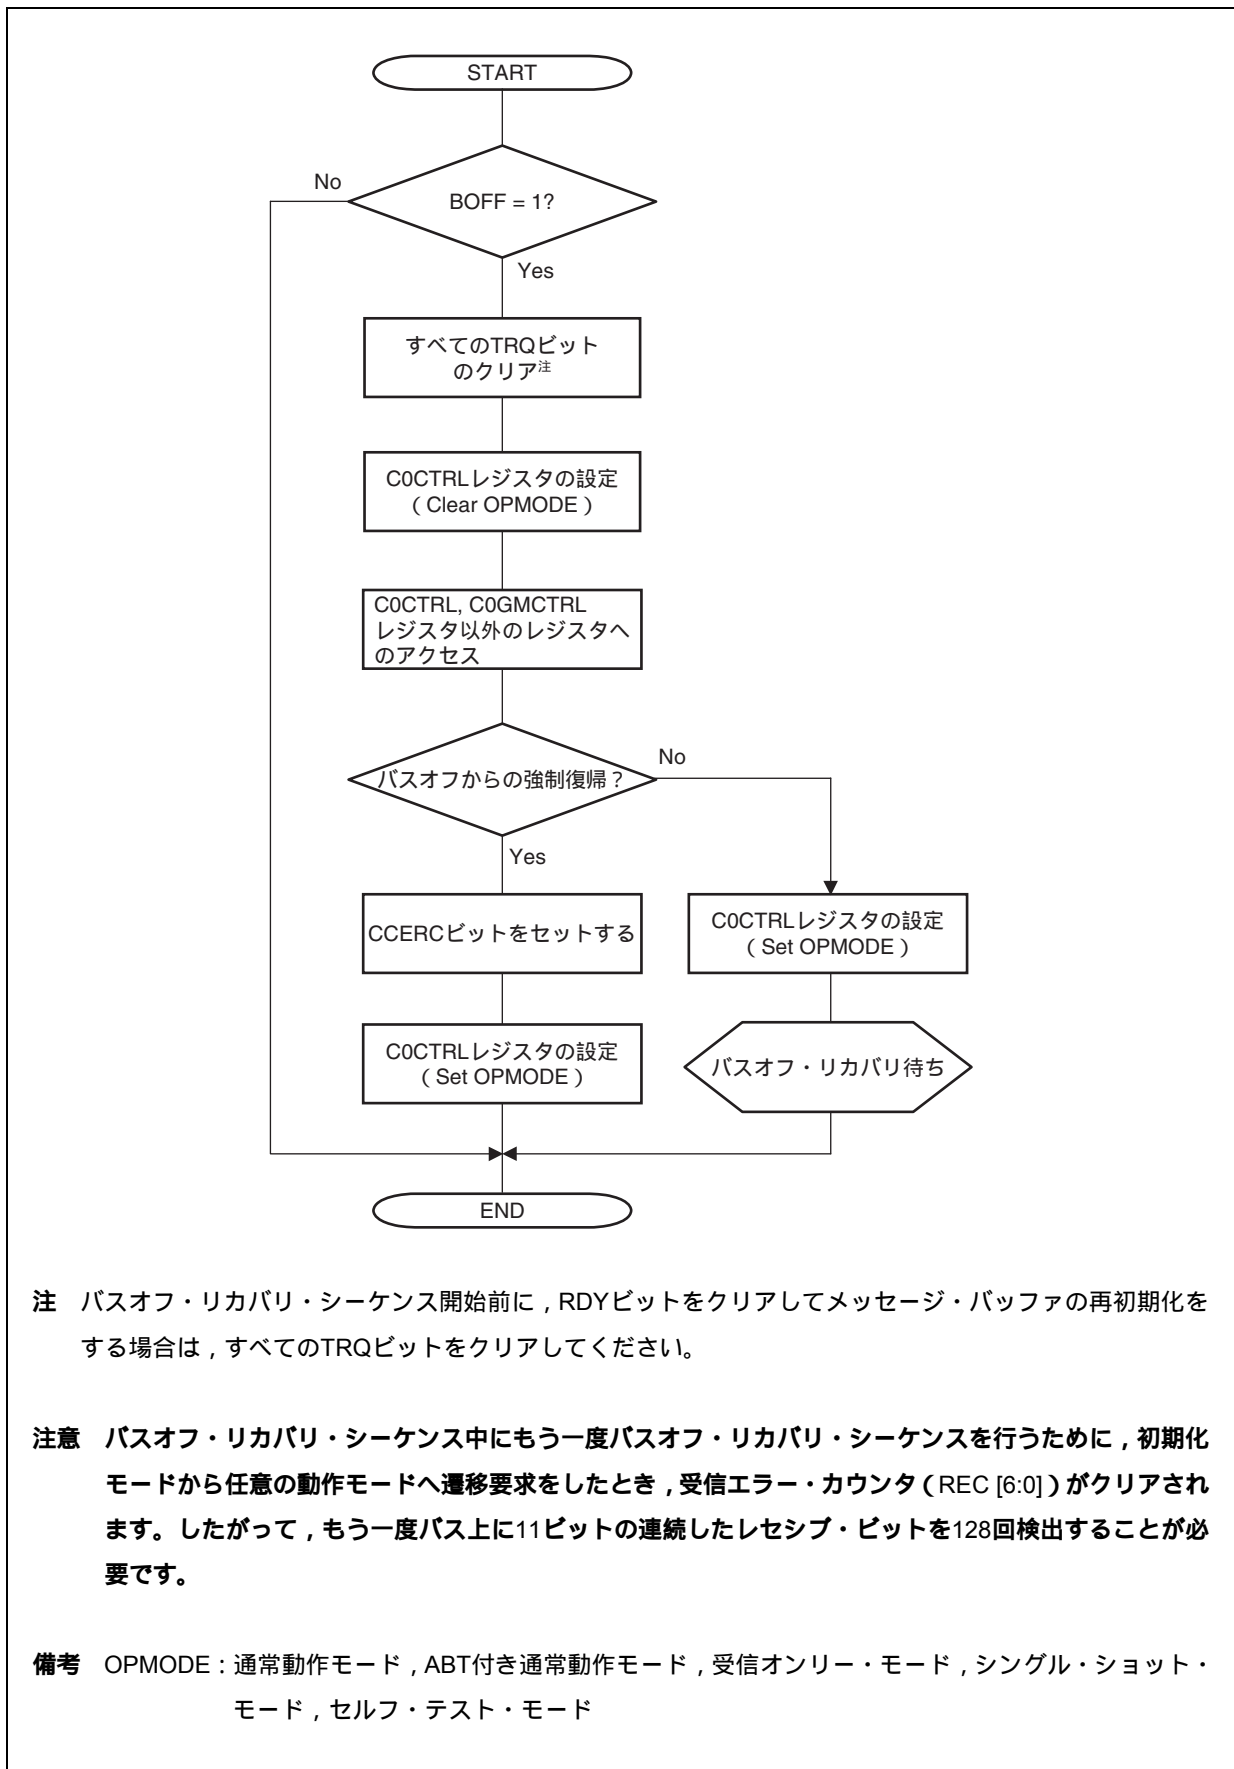 START
BOFF = 1?
No
Yes
すべてのTRQビット
のクリア注
C0CTRLレジスタの設定
（Clear OPMODE）
C0CTRL, C0GMCTRL
レジスタ以外のレジスタへ
のアクセス
バスオフからの強制復帰？
No
Yes
CCERCビットをセットする
C0CTRLレジスタの設定
（Set OPMODE）
C0CTRLレジスタの設定
（Set OPMODE）
バスオフ・リカバリ待ち
END
注　バスオフ・リカバリ・シーケンス開始前に，RDYビットをクリアしてメッセージ・バッファの再初期化を
する場合は，すべてのTRQビットをクリアしてください。
注意　バスオフ・リカバリ・シーケンス中にもう一度バスオフ・リカバリ・シーケンスを行うために，初期化
モードから任意の動作モードへ遷移要求をしたとき，受信エラー・カウンタ（REC [6:0]）がクリアされ
ます。したがって，もう一度バス上に11ビットの連続したレセシブ・ビットを128回検出することが必
要です。
備考　OPMODE：通常動作モード，ABT付き通常動作モード，受信オンリー・モード，シングル・ショット・
モード，セルフ・テスト・モード